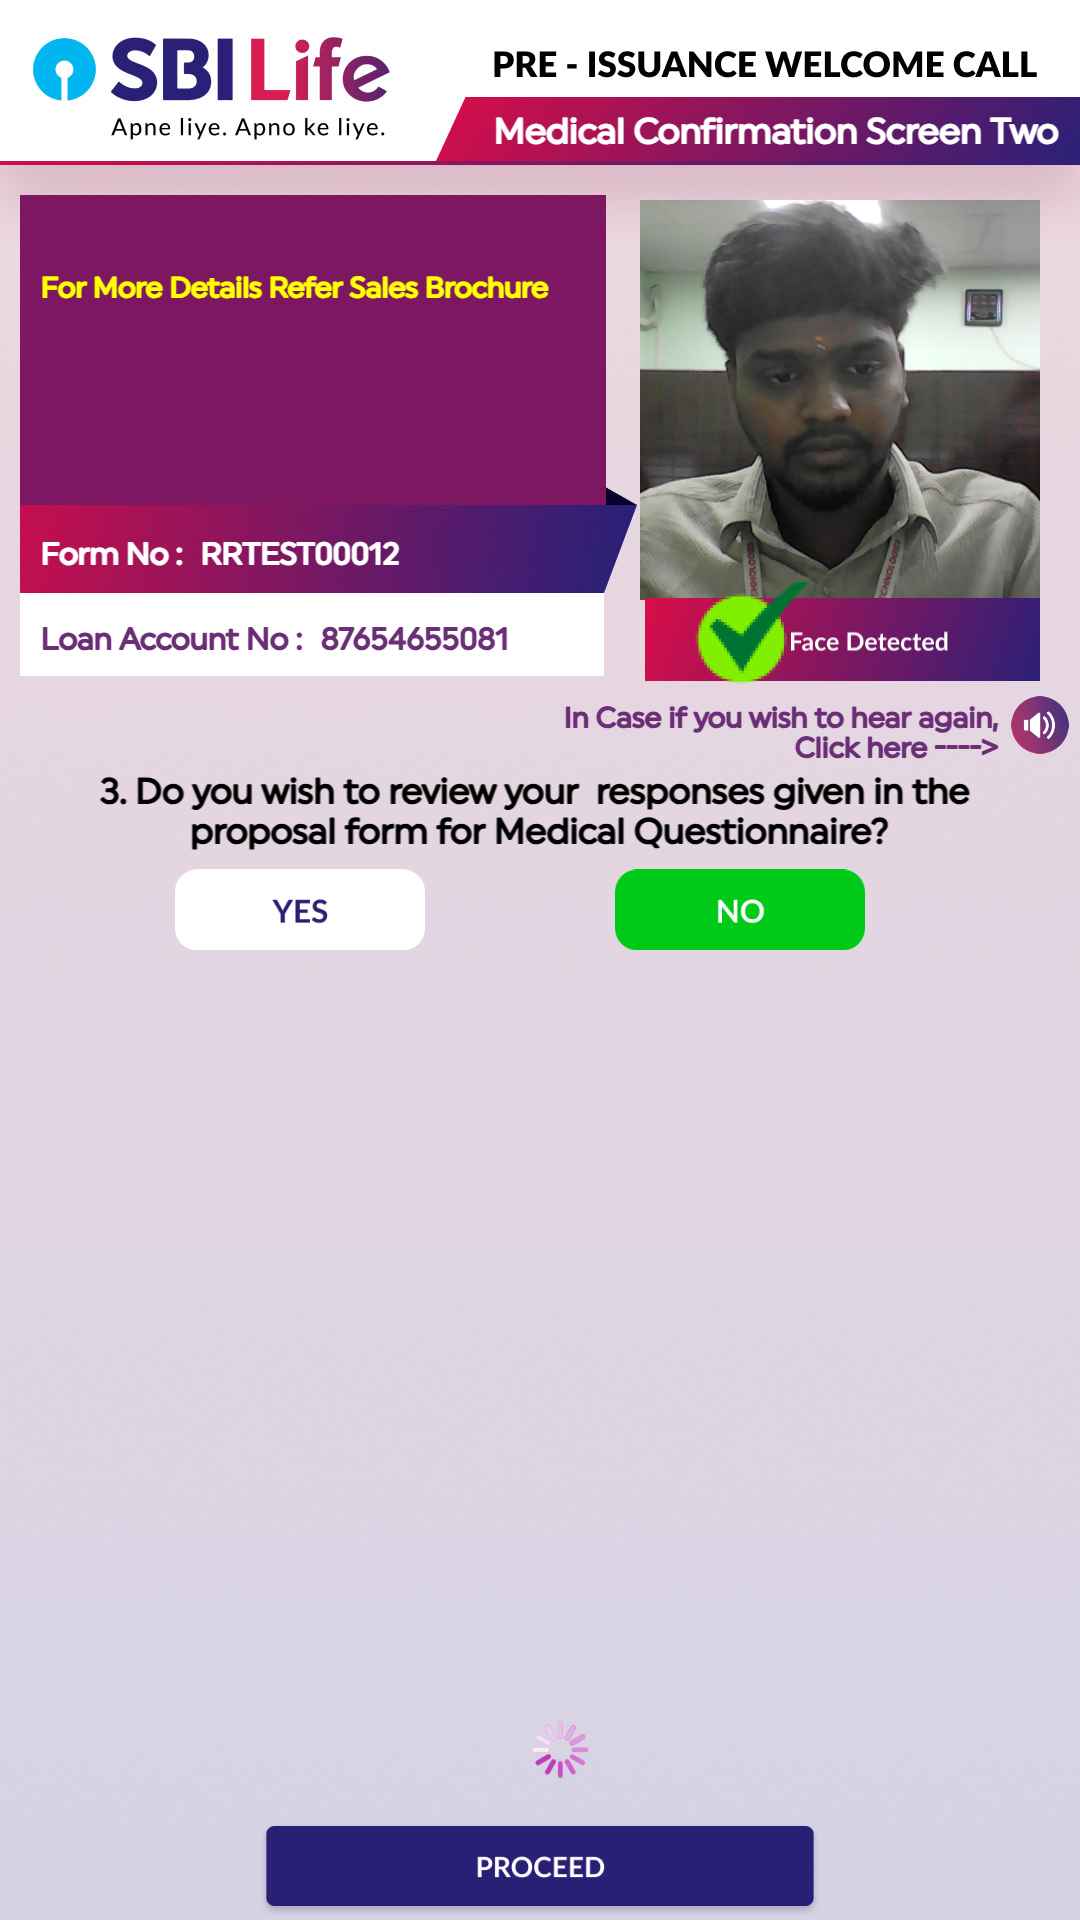 SBI Life
Apne liye. Apno ke liye.
PRE - ISSUANCE WELCOME CALL
Medical Confirmation Screen Two
For More Details Refer Sales Brochure
Form No : RRTEST00012
Loan Account No : 87654655081
Face Detected
In Case if you wish to hear again,
Click here ---->
3. Do you wish to review your responses given in the
proposal form for Medical Questionnaire?
YES
NO
PROCEED